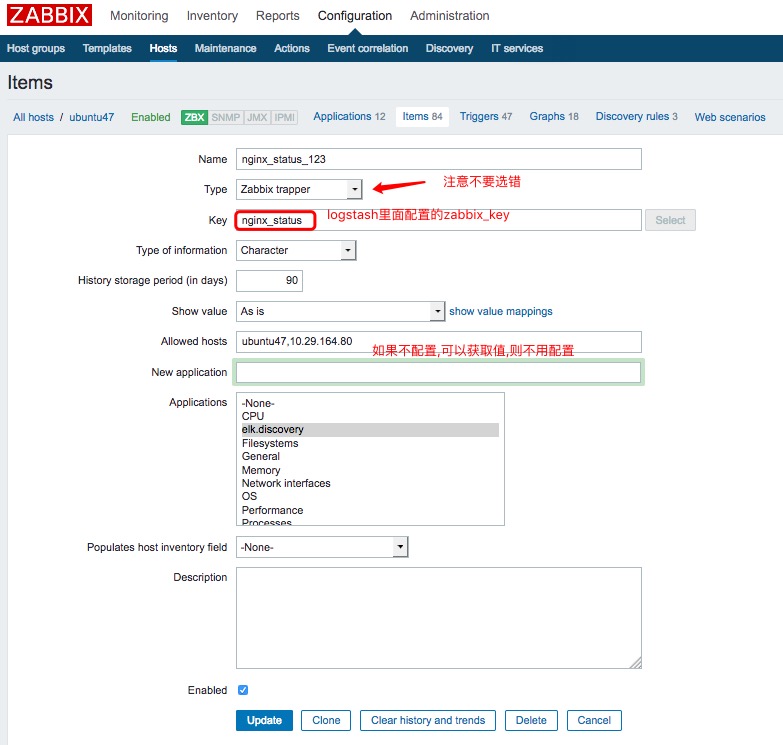 ZABBIX Monitoring Inventory Reports Configuration Administration
Host groups Templates Hosts Maintenance Actions Event correlation Discovery IT services
Items
All hosts / ubuntu47 Enabled ZBX SNMP JMX IPMI Applications 12 Items 84 Triggers 47 Graphs 18 Discovery rules 3 Web scenarios
Name nginx_status_123
Type Zabbix trapper 注意不要选错
Key nginx_status logstash里面配置的zabbix_key Select
Type of information Character
History storage period (in days) 90
Show value As is show value mappings
Allowed hosts ubuntu47,10.29.164.80 如果不配置,可以获取值,则不用配置
New application
Applications -None-
CPU
elk.discovery
Filesystems
General
Memory
Network interfaces
OS
Performance
Processes
Populates host inventory field -None-
Description
Enabled
Update Clone Clear history and trends Delete Cancel